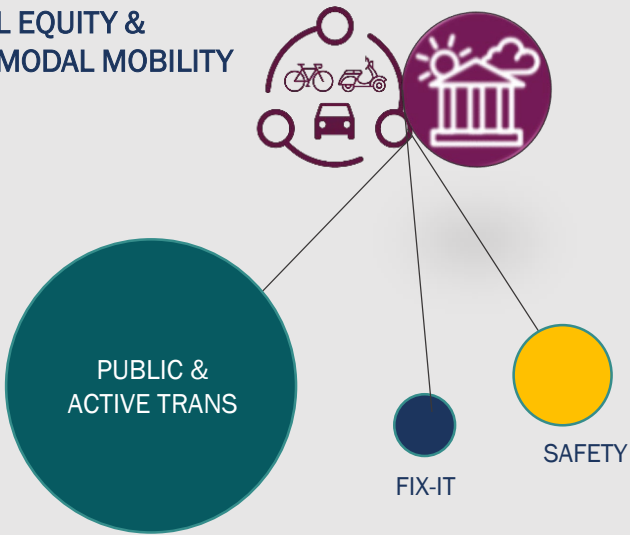 L EQUITY &
MODAL MOBILITY
PUBLIC &
ACTIVE TRANS
SAFETY
FIX-IT